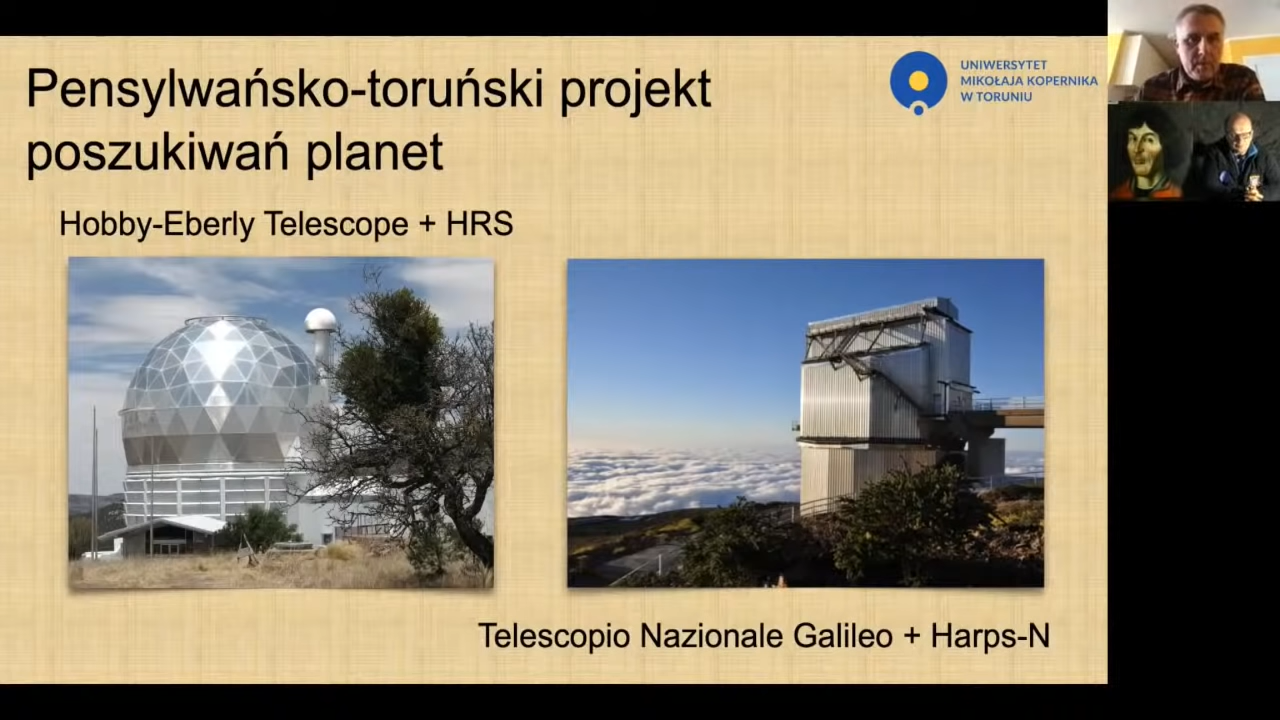 Pensylwańsko-toruński projekt
poszukiwań planet
UNIWERSYTET
MIKOŁAJA KOPERNIKA
W TORUNIU
Hobby-Eberly Telescope + HRS
Telescopio Nazionale Galileo + Harps-N